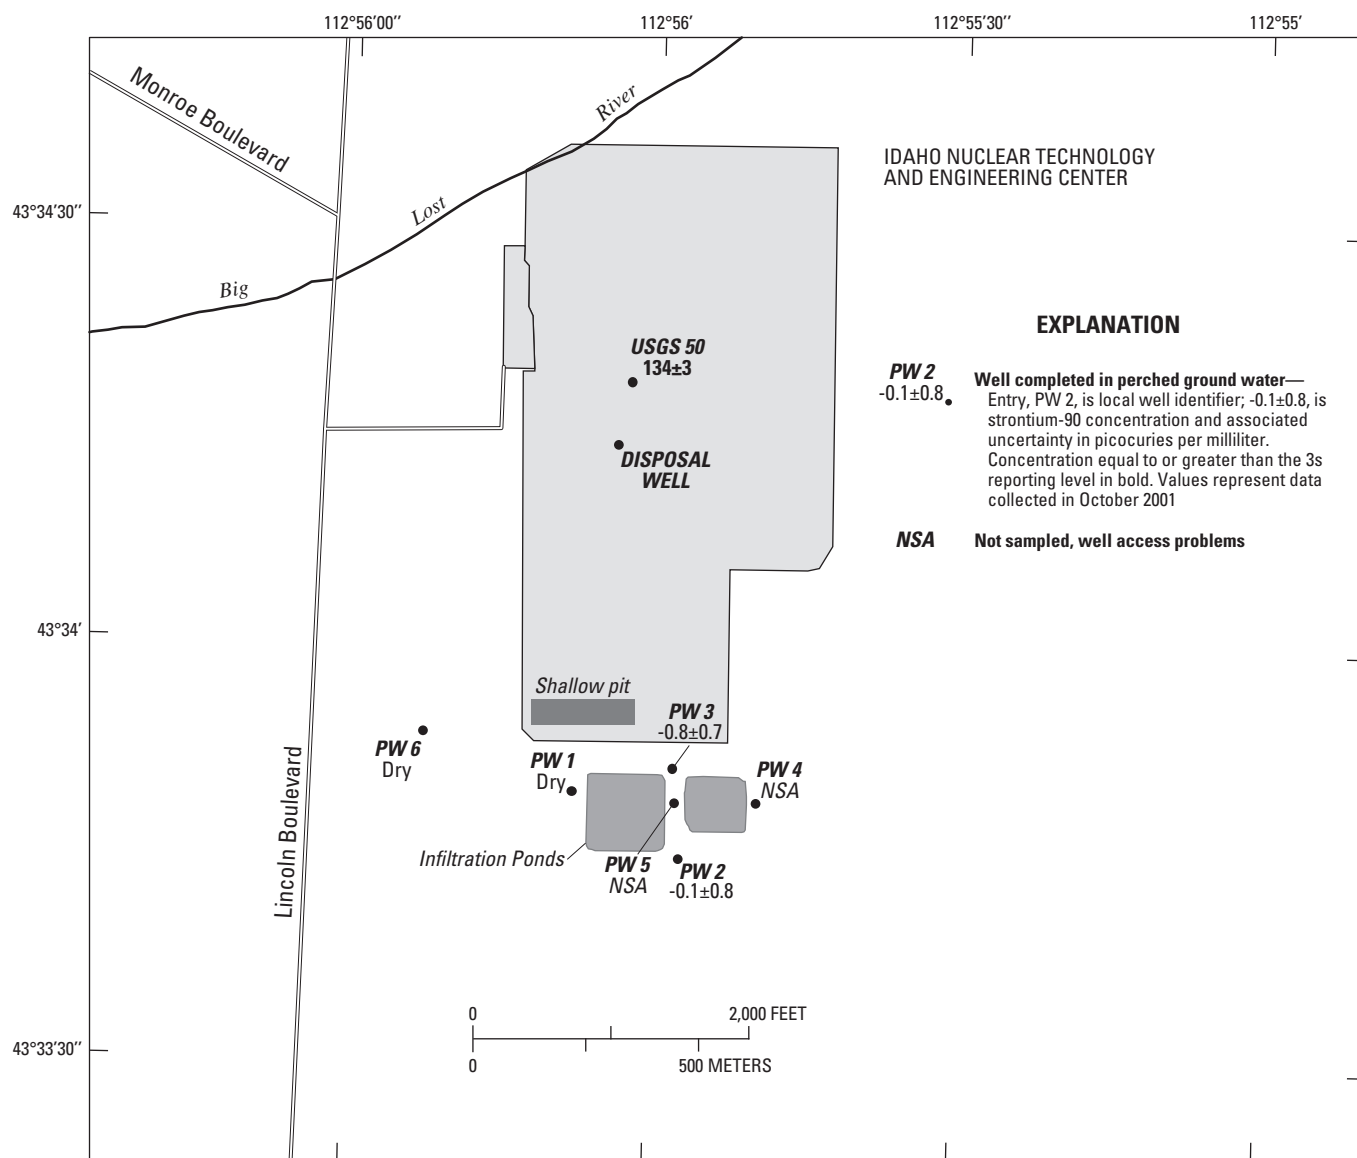 112°56'00'' 112°56' 112°55'30'' 112°55'
Monroe Boulevard
River
IDAHO NUCLEAR TECHNOLOGY
AND ENGINEERING CENTER
43°34'30''
Lost
Big
EXPLANATION
USGS 50
134±3
PW 2
-0.1±0.8
Well completed in perched ground water—
Entry, PW 2, is local well identifier; -0.1±0.8, is
strontium-90 concentration and associated
uncertainty in picocuries per milliliter.
Concentration equal to or greater than the 3s
reporting level in bold. Values represent data
collected in October 2001
DISPOSAL
WELL
NSA Not sampled, well access problems
43°34'
Shallow pit
PW 3
-0.8±0.7
PW 6
Dry
PW 1
Dry
PW 4
NSA
Lincoln Boulevard
Infiltration Ponds
PW 5
NSA
PW 2
-0.1±0.8
0 2,000 FEET
43°33'30''
0 500 METERS